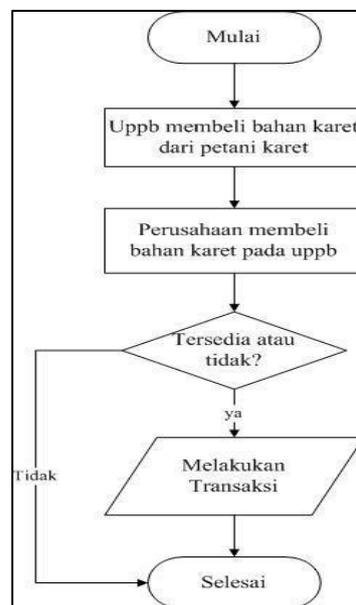 Mulai
Uppb membeli bahan karet
dari petani karet
Perusahaan membeli
bahan karet pada uppb
Tersedia atau
tidak?
ya
Tidak
Melakukan
Transaksi
Selesai